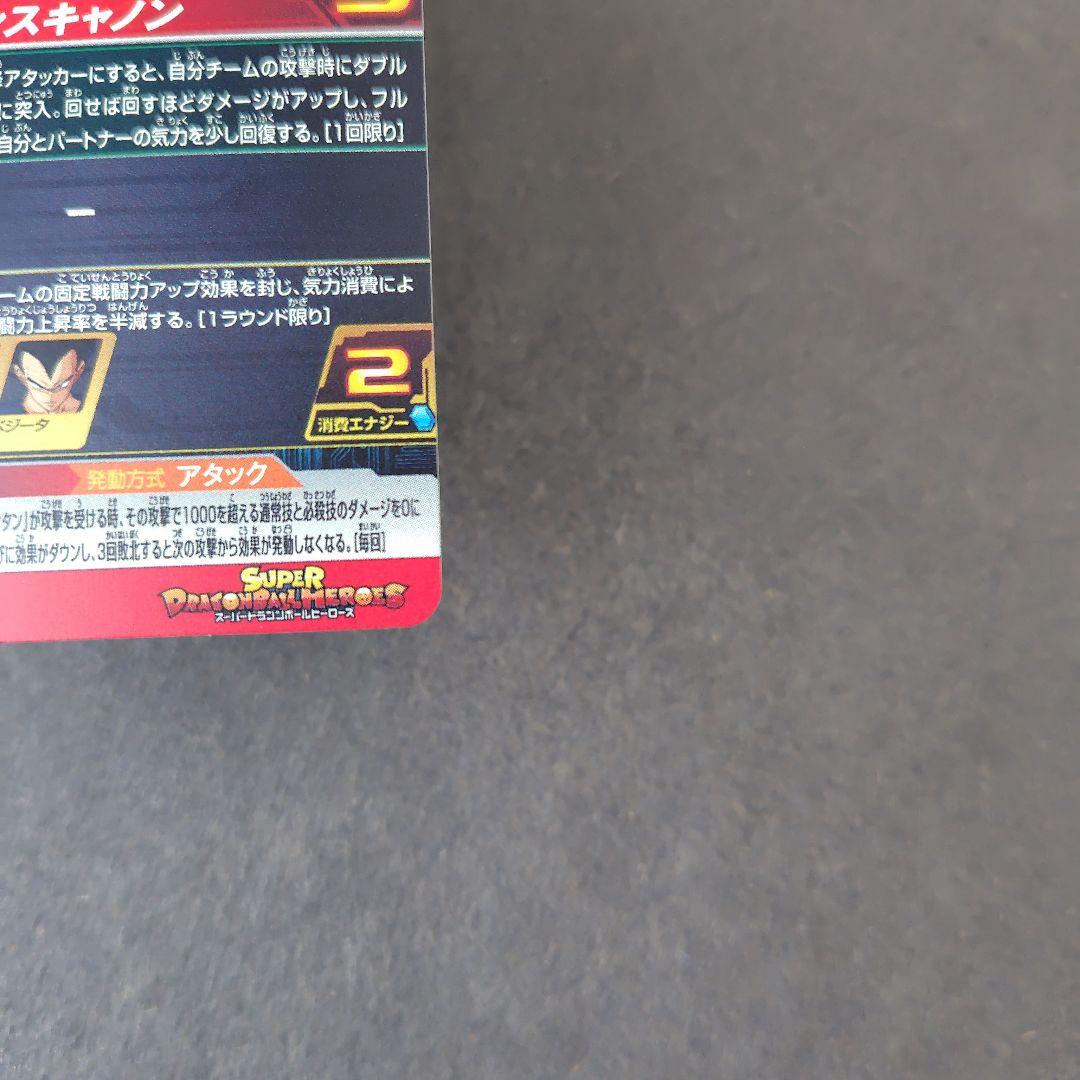 ンスキャノン
アタッカーにすると、自分チームの攻撃時にダブル
に突入。回せば回すほどダメージがアップし、フル
自分とパートナーの気力を少し回復する。[1回限り]
ームの固定戦闘力アップ効果を封じ、気力消費によ
闘力上昇率を半減する。[1ラウンド限り]
ベジータ
2
消費エナジー
発動方式 アタック
タン」が攻撃を受ける時、その攻撃で1000を超える通常技と必殺技のダメージを0に
びに効果がダウンし、3回敗北すると次の攻撃から効果が発動しなくなる。[毎回]
SUPER
DRAGONBALL HEROES
スーパードラゴンボールヒーローズ